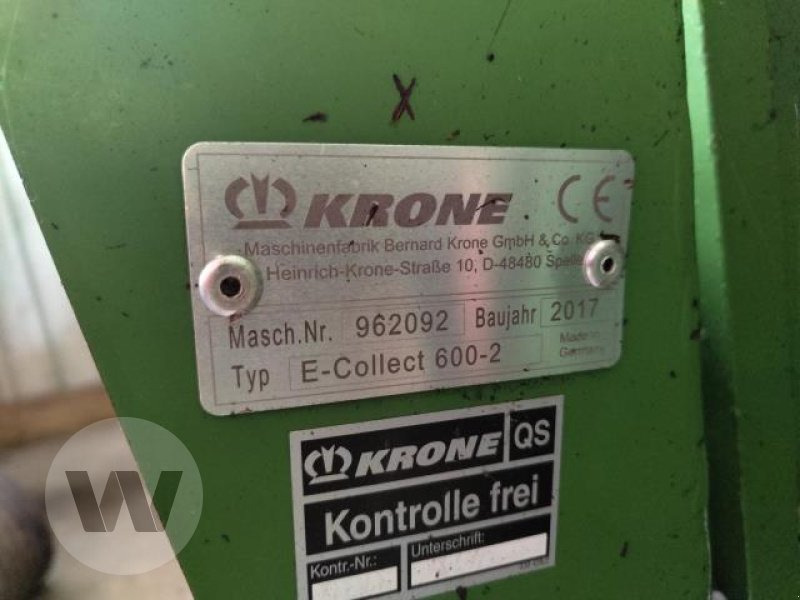 X
KRONE CE
Maschinenfabrik Bernard Krone GmbH & Co. KG
Heinrich-Krone-Straße 10, D-48480 Spelle
Masch.Nr. 962092 Baujahr 2017
Typ E-Collect 600-2 Made in
Germany
KRONE QS
Kontrolle frei
Kontr.-Nr.: Unterschrift:
W